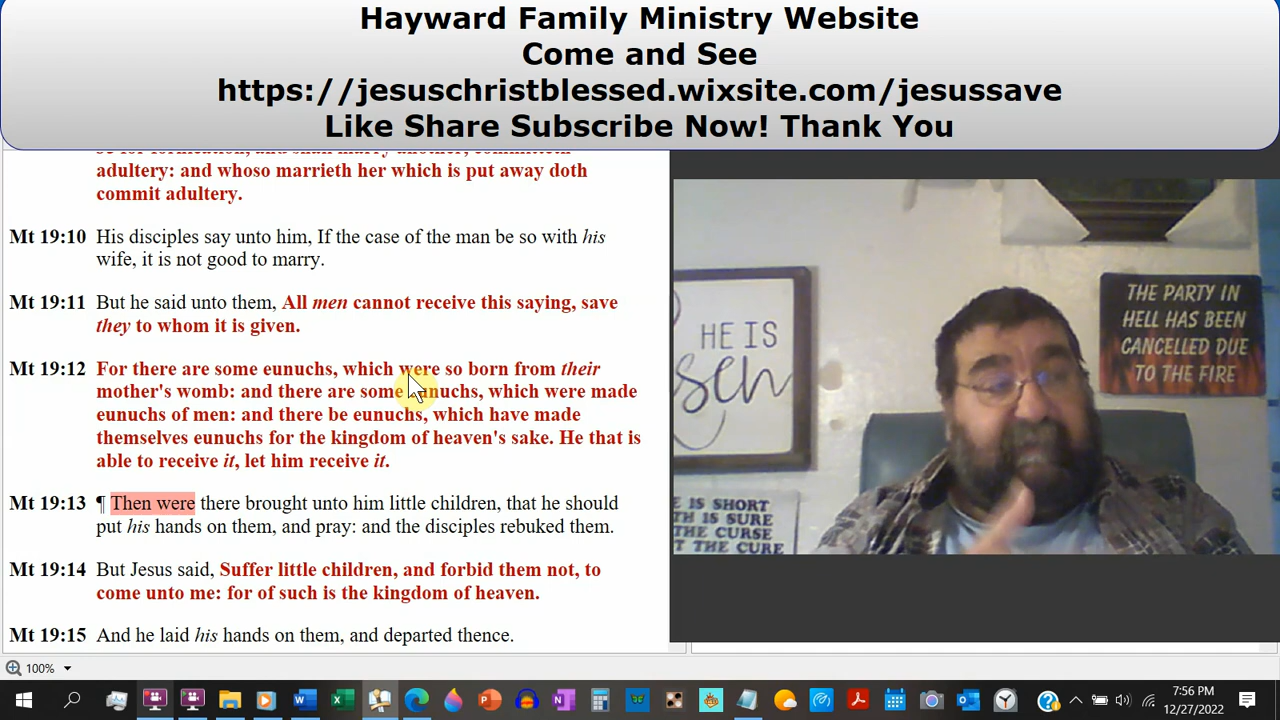 Hayward Family Ministry Website
Come and See
https://jesuschristblessed.wixsite.com/jesussave
Like Share Subscribe Now! Thank You
adultery: and whoso marrieth her which is put away doth
commit adultery.
Mt 19:10 His disciples say unto him, If the case of the man be so with his
wife, it is not good to marry.
Mt 19:11 But he said unto them, All men cannot receive this saying, save
they to whom it is given.
Mt 19:12 For there are some eunuchs, which were so born from their
mother's womb: and there are some eunuchs, which were made
eunuchs of men: and there be eunuchs, which have made
themselves eunuchs for the kingdom of heaven's sake. He that is
able to receive it, let him receive it.
Mt 19:13 ¶ Then were there brought unto him little children, that he should
put his hands on them, and pray: and the disciples rebuked them.
Mt 19:14 But Jesus said, Suffer little children, and forbid them not, to
come unto me: for of such is the kingdom of heaven.
Mt 19:15 And he laid his hands on them, and departed thence.
HE IS
THE PARTY IN
HELL HAS BEEN
CANCELLED DUE
TO THE FIRE
E IS SHORT
TH IS SURE
THE CURSE
T THE CURE
100%
7:56 PM
12/27/2022